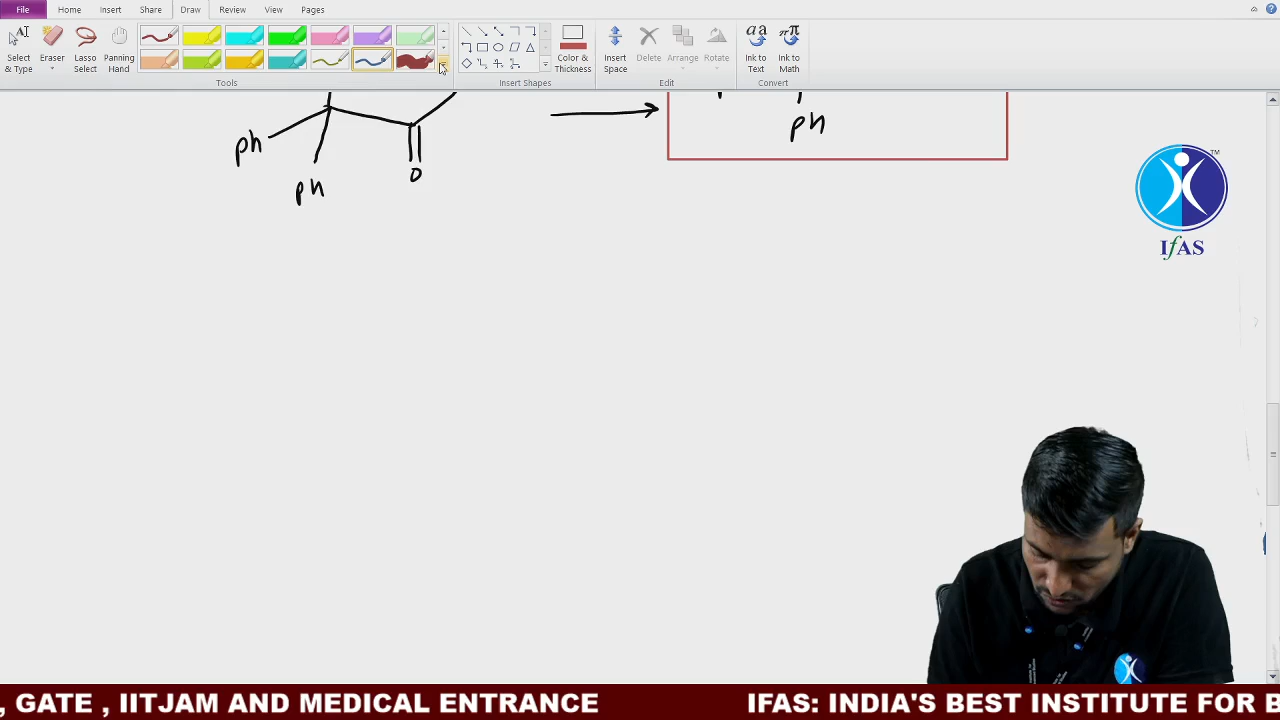 File Home Insert Share Draw Review View Pages
Select & Type
Eraser
Lasso Select
Panning Hand
Color & Thickness
Insert Space
Delete
Arrange
Rotate
Ink to Text
Ink to Math
Tools
Insert Shapes
Edit
Convert
ph
ph
O
ph
TM
IfAS
, GATE , IITJAM AND MEDICAL ENTRANCE
IFAS: INDIA'S BEST INSTITUTE FOR B